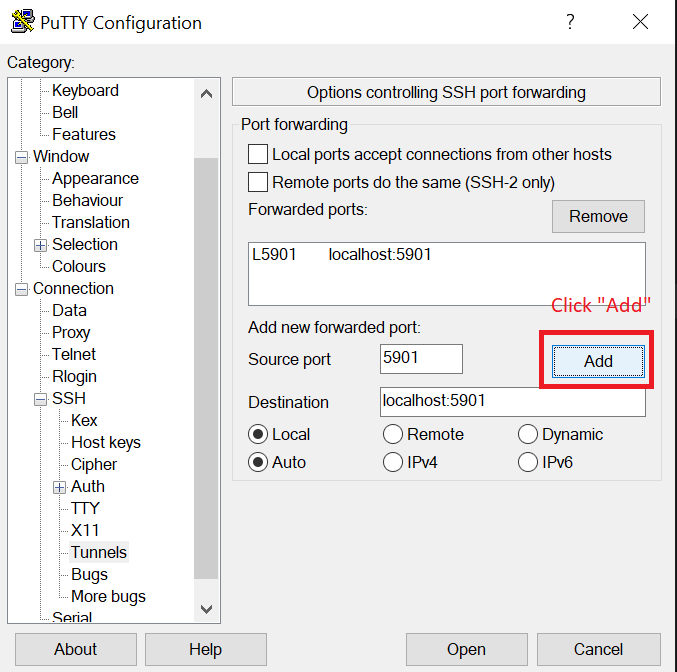 PuTTY Configuration
?
Category:
Keyboard
Bell
Features
Window
Appearance
Behaviour
Translation
Selection
Colours
Connection
Data
Proxy
Telnet
Rlogin
SSH
Kex
Host keys
Cipher
Auth
TTY
X11
Tunnels
Bugs
More bugs
Serial
Options controlling SSH port forwarding
Port forwarding
Local ports accept connections from other hosts
Remote ports do the same (SSH-2 only)
Forwarded ports:
Remove
L5901 localhost:5901
Click "Add"
Add new forwarded port:
Source port 5901 Add
Destination localhost:5901
Local Remote Dynamic
Auto IPv4 IPv6
About Help Open Cancel